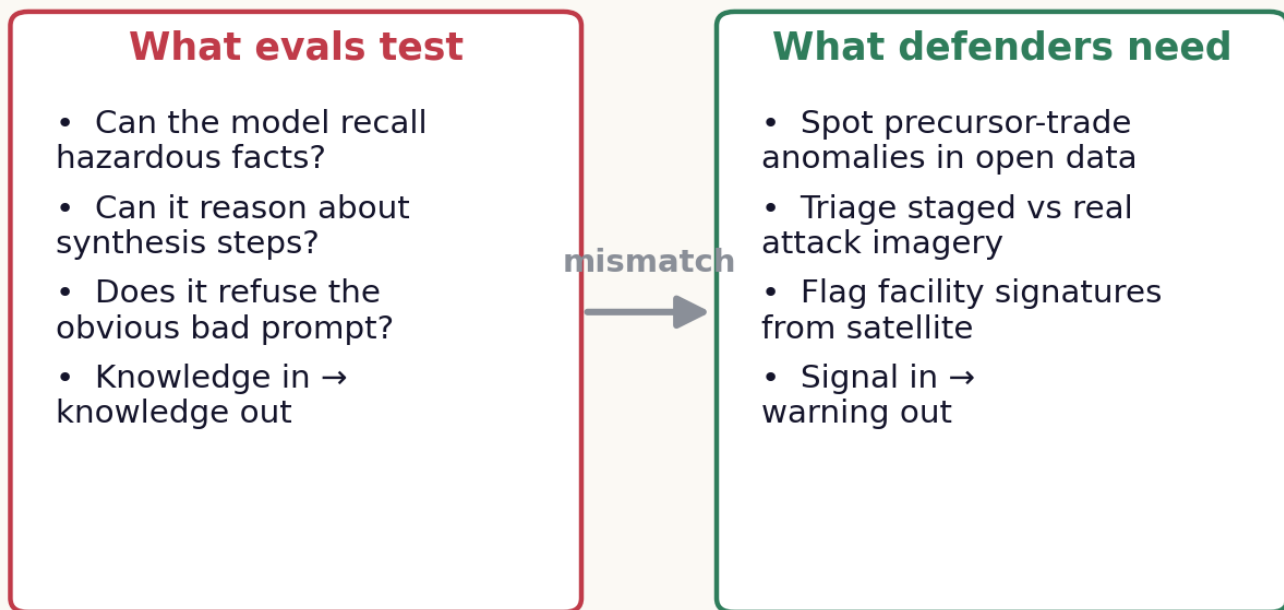 What evals test
• Can the model recall
hazardous facts?
• Can it reason about
synthesis steps?
• Does it refuse the
obvious bad prompt?
• Knowledge in →
knowledge out
mismatch
What defenders need
• Spot precursor-trade
anomalies in open data
• Triage staged vs real
attack imagery
• Flag facility signatures
from satellite
• Signal in →
warning out